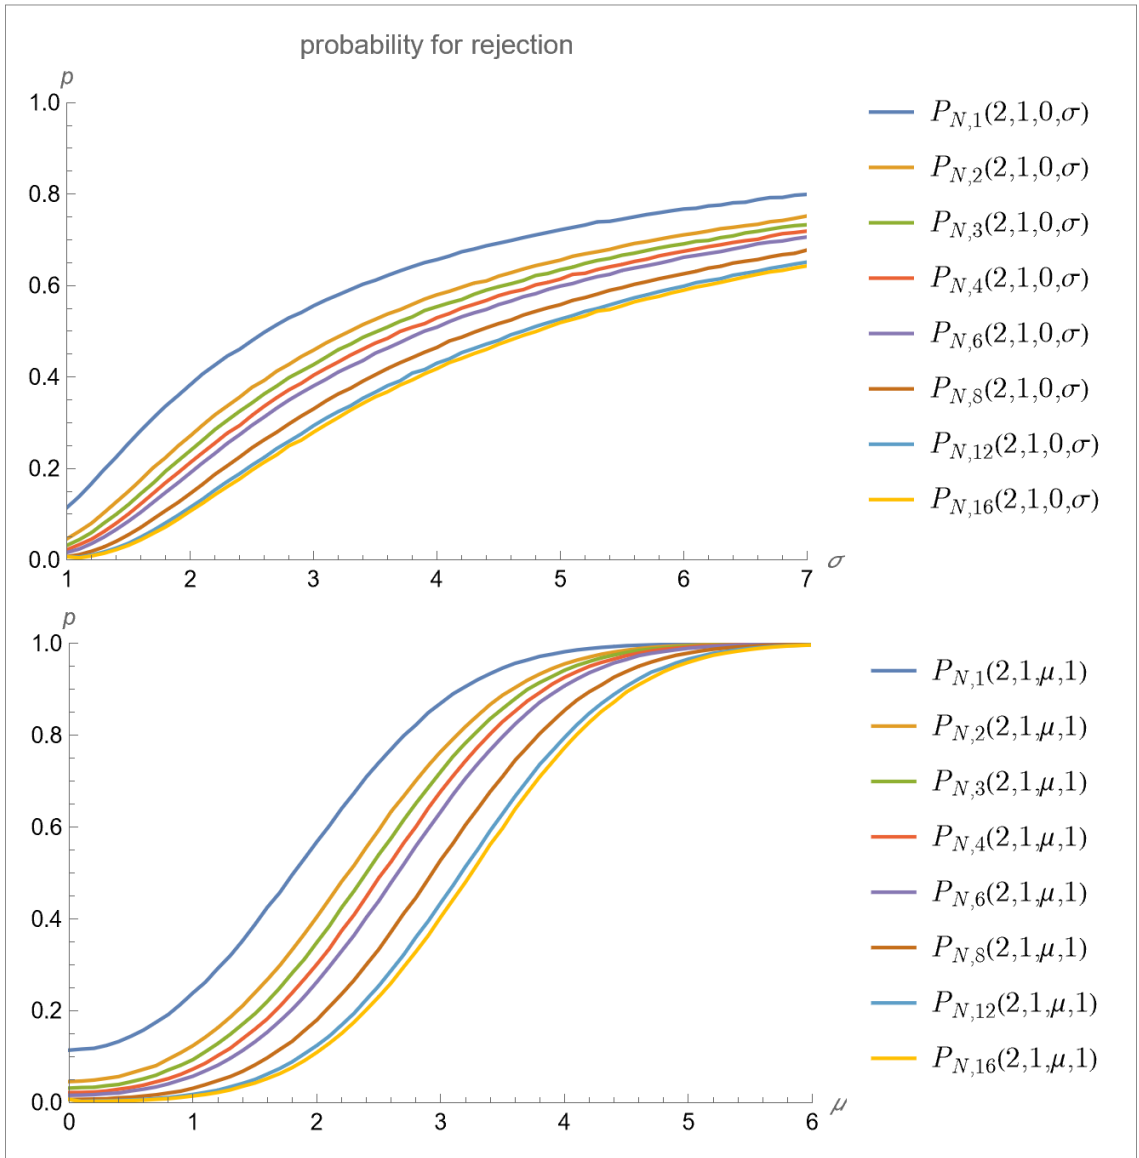 probability for rejection
p
1.0
0.8
0.6
0.4
0.2
0.0
1 2 3 4 5 6 7 σ
P_{N,1}(2,1,0,σ)
P_{N,2}(2,1,0,σ)
P_{N,3}(2,1,0,σ)
P_{N,4}(2,1,0,σ)
P_{N,6}(2,1,0,σ)
P_{N,8}(2,1,0,σ)
P_{N,12}(2,1,0,σ)
P_{N,16}(2,1,0,σ)
p
1.0
0.8
0.6
0.4
0.2
0.0
0 1 2 3 4 5 6 μ
P_{N,1}(2,1,μ,1)
P_{N,2}(2,1,μ,1)
P_{N,3}(2,1,μ,1)
P_{N,4}(2,1,μ,1)
P_{N,6}(2,1,μ,1)
P_{N,8}(2,1,μ,1)
P_{N,12}(2,1,μ,1)
P_{N,16}(2,1,μ,1)